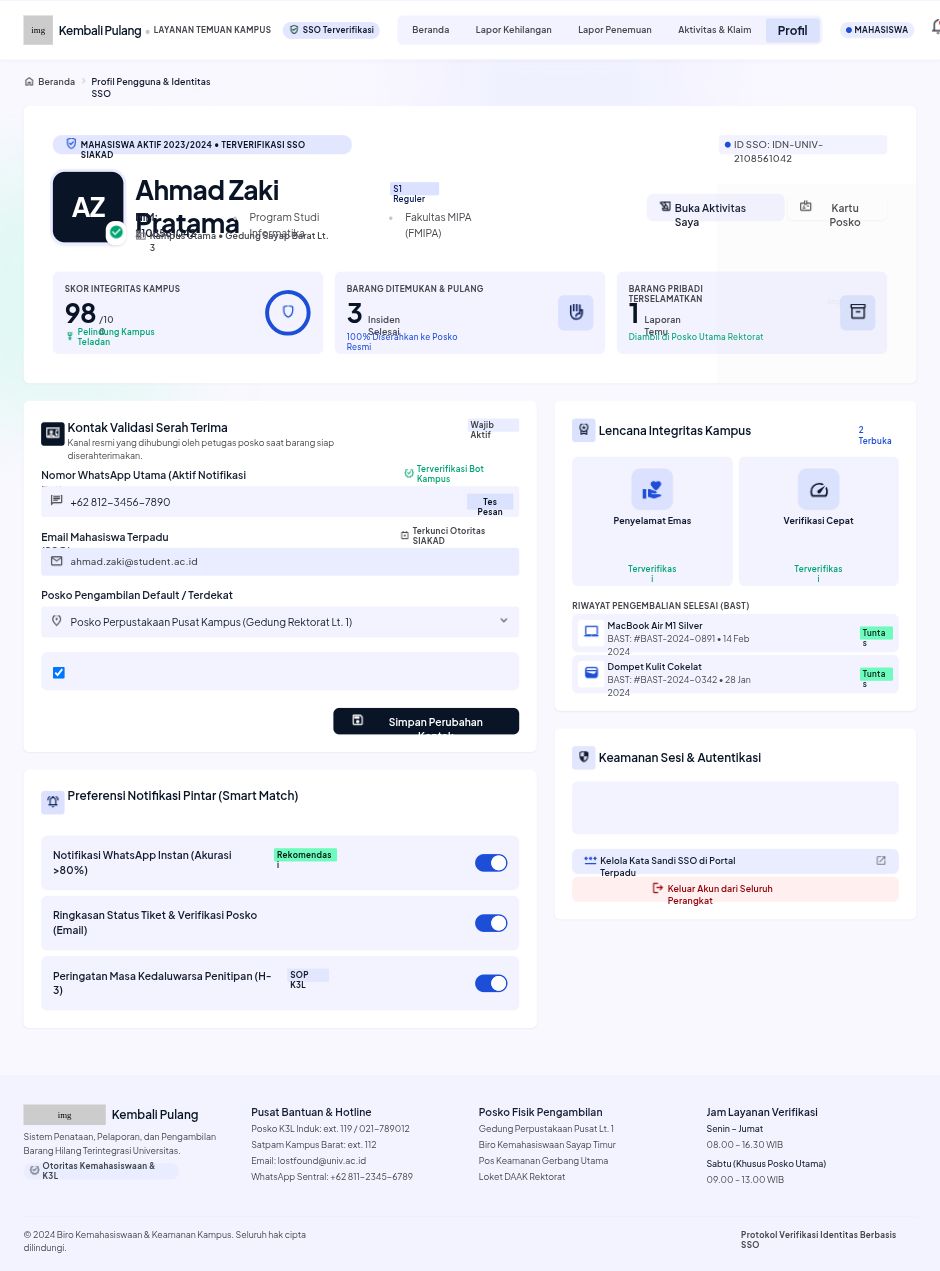 img
Kembali Pulang
LAYANAN TEMUAN KAMPUS
SSO Terverifikasi
Beranda
Lapor Kehilangan
Lapor Penemuan
Aktivitas & Klaim
Profil
MAHASISWA
Beranda
Profil Pengguna & Identitas
SSO
MAHASISWA AKTIF 2023/2024 • TERVERIFIKASI SSO
SIAKAD
ID SSO: IDN-UNIV-
2108561042
AZ
Ahmad Zaki
Pratama
S1
Reguler
Program Studi
Informatika
Fakultas MIPA
(FMIPA)
Kampus Utama • Gedung Sayap Barat Lt.
3
Buka Aktivitas
Saya
Kartu
Posko
SKOR INTEGRITAS KAMPUS
98 /10
0
Pelindung Kampus
Teladan
BARANG DITEMUKAN & PULANG
3 Insiden
Selesai
100% Diserahkan ke Posko
Resmi
BARANG PRIBADI
TERSELAMATKAN
1 Laporan
Temu
Diambil di Posko Utama Rektorat
Kontak Validasi Serah Terima
Kanal resmi yang dihubungi oleh petugas posko saat barang siap
diserahterimakan.
Wajib
Aktif
Nomor WhatsApp Utama (Aktif Notifikasi
Terverifikasi Bot
Kampus
+62 812-3456-7890
Tes
Pesan
Email Mahasiswa Terpadu
Terkunci Otoritas
SIAKAD
ahmad.zaki@student.ac.id
Posko Pengambilan Default / Terdekat
Posko Perpustakaan Pusat Kampus (Gedung Rektorat Lt. 1)
Simpan Perubahan
Kontak
Preferensi Notifikasi Pintar (Smart Match)
Notifikasi WhatsApp Instan (Akurasi
>80%)
Rekomendas
i
Ringkasan Status Tiket & Verifikasi Posko
(Email)
Peringatan Masa Kedaluwarsa Penitipan (H-
3)
SOP
K3L
Lencana Integritas Kampus
2
Terbuka
Penyelamat Emas
Terverifikas
i
Verifikasi Cepat
Terverifikas
i
RIWAYAT PENGEMBALIAN SELESAI (BAST)
MacBook Air M1 Silver
BAST: #BAST-2024-0891 • 14 Feb
2024
Tunta
s
Dompet Kulit Cokelat
BAST: #BAST-2024-0342 • 28 Jan
2024
Tunta
s
Keamanan Sesi & Autentikasi
Kelola Kata Sandi SSO di Portal
Terpadu
Keluar Akun dari Seluruh
Perangkat
img
Kembali Pulang
Sistem Penataan, Pelaporan, dan Pengambilan
Barang Hilang Terintegrasi Universitas.
Otoritas Kemahasiswaan &
K3L
Pusat Bantuan & Hotline
Posko K3L Induk: ext. 119 / 021-789012
Satpam Kampus Barat: ext. 112
Email: lostfound@univ.ac.id
WhatsApp Sentral: +62 811-2345-6789
Posko Fisik Pengambilan
Gedung Perpustakaan Pusat Lt. 1
Biro Kemahasiswaan Sayap Timur
Pos Keamanan Gerbang Utama
Loket DAAK Rektorat
Jam Layanan Verifikasi
Senin – Jumat
08.00 – 16.30 WIB
Sabtu (Khusus Posko Utama)
09.00 – 13.00 WIB
© 2024 Biro Kemahasiswaan & Keamanan Kampus. Seluruh hak cipta
dilindungi.
Protokol Verifikasi Identitas Berbasis
SSO